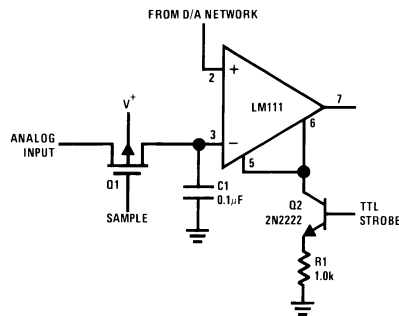 FROM D/A NETWORK
2
+
LM111
7
V+
6
ANALOG
INPUT
3
–
5
Q1
C1
0.1μF
Q2
2N2222
TTL
STROBE
SAMPLE
R1
1.0k